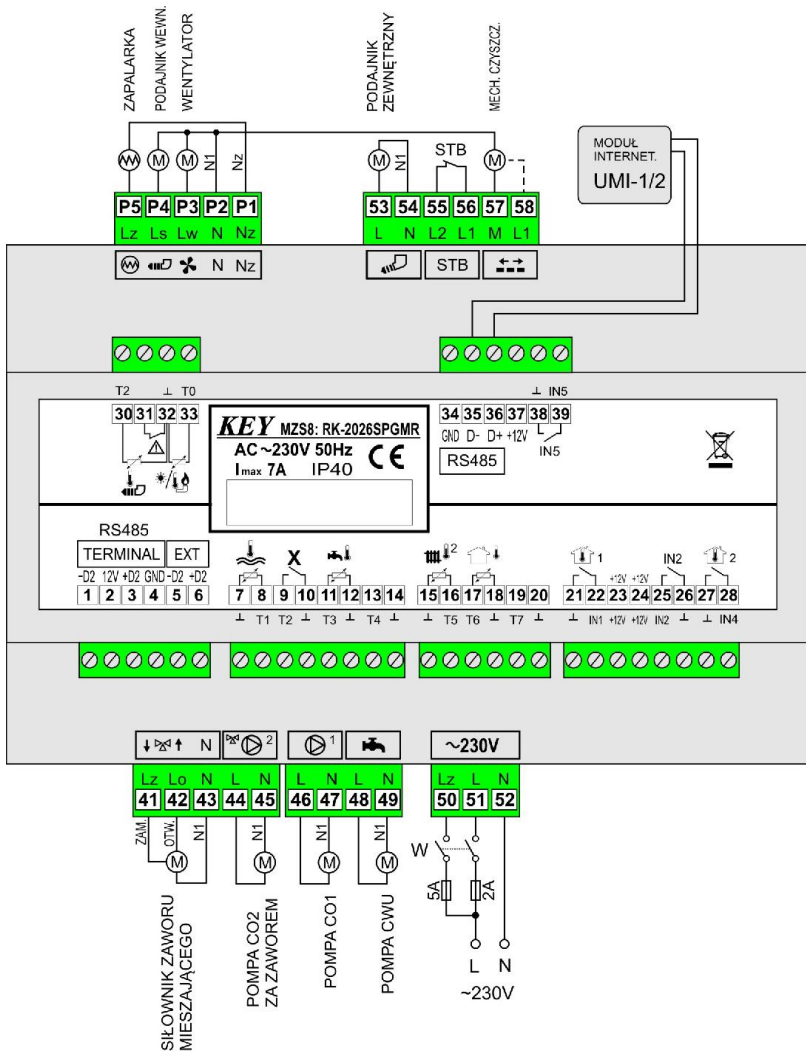 ZAPALARKA
PODAJNIK WEWN.
WENTYLATOR
N1
Nz
PODAJNIK
ZEWNĘTRZNY
N1
STB
MECH. CZYSZCZ.
MODUŁ
INTERNET.
UMI-1/2
M M M M
P5 P4 P3 P2 P1
Lz Ls Lw N Nz
N Nz
53 54 55 56 57 58
L N L2 L1 M L1
STB
T2 ⊥ T0
30 31 32 33
KEY MZS8: RK-2026SPGMR
AC ~230V 50Hz
Imax 7A IP40 CE
⊥ IN5
34 35 36 37 38 39
GND D- D+ +12V
IN5
RS485
RS485
TERMINAL EXT
-D2 12V +D2 GND -D2 +D2
1 2 3 4 5 6
X
7 8 9 10 11 12 13 14
⊥ T1 T2 ⊥ T3 ⊥ T4 ⊥
2
15 16 17 18 19 20
⊥ T5 T6 ⊥ T7 ⊥
1 +12V +12V IN2 2
21 22 23 24 25 26 27 28
⊥ IN1 +12V +12V IN2 ⊥ ⊥ IN4
N 2 1 ~230V
Lz Lo N L N L N L N Lz L N
41 42 43 44 45 46 47 48 49 50 51 52
ZAM. OTW. N1 N1 N1 N1
M M M M
W
5A 2A
L N
~230V
SIŁOWNIK ZAWORU
MIESZAJĄCEGO
POMPA CO2
ZA ZAWOREM
POMPA CO1
POMPA CWU